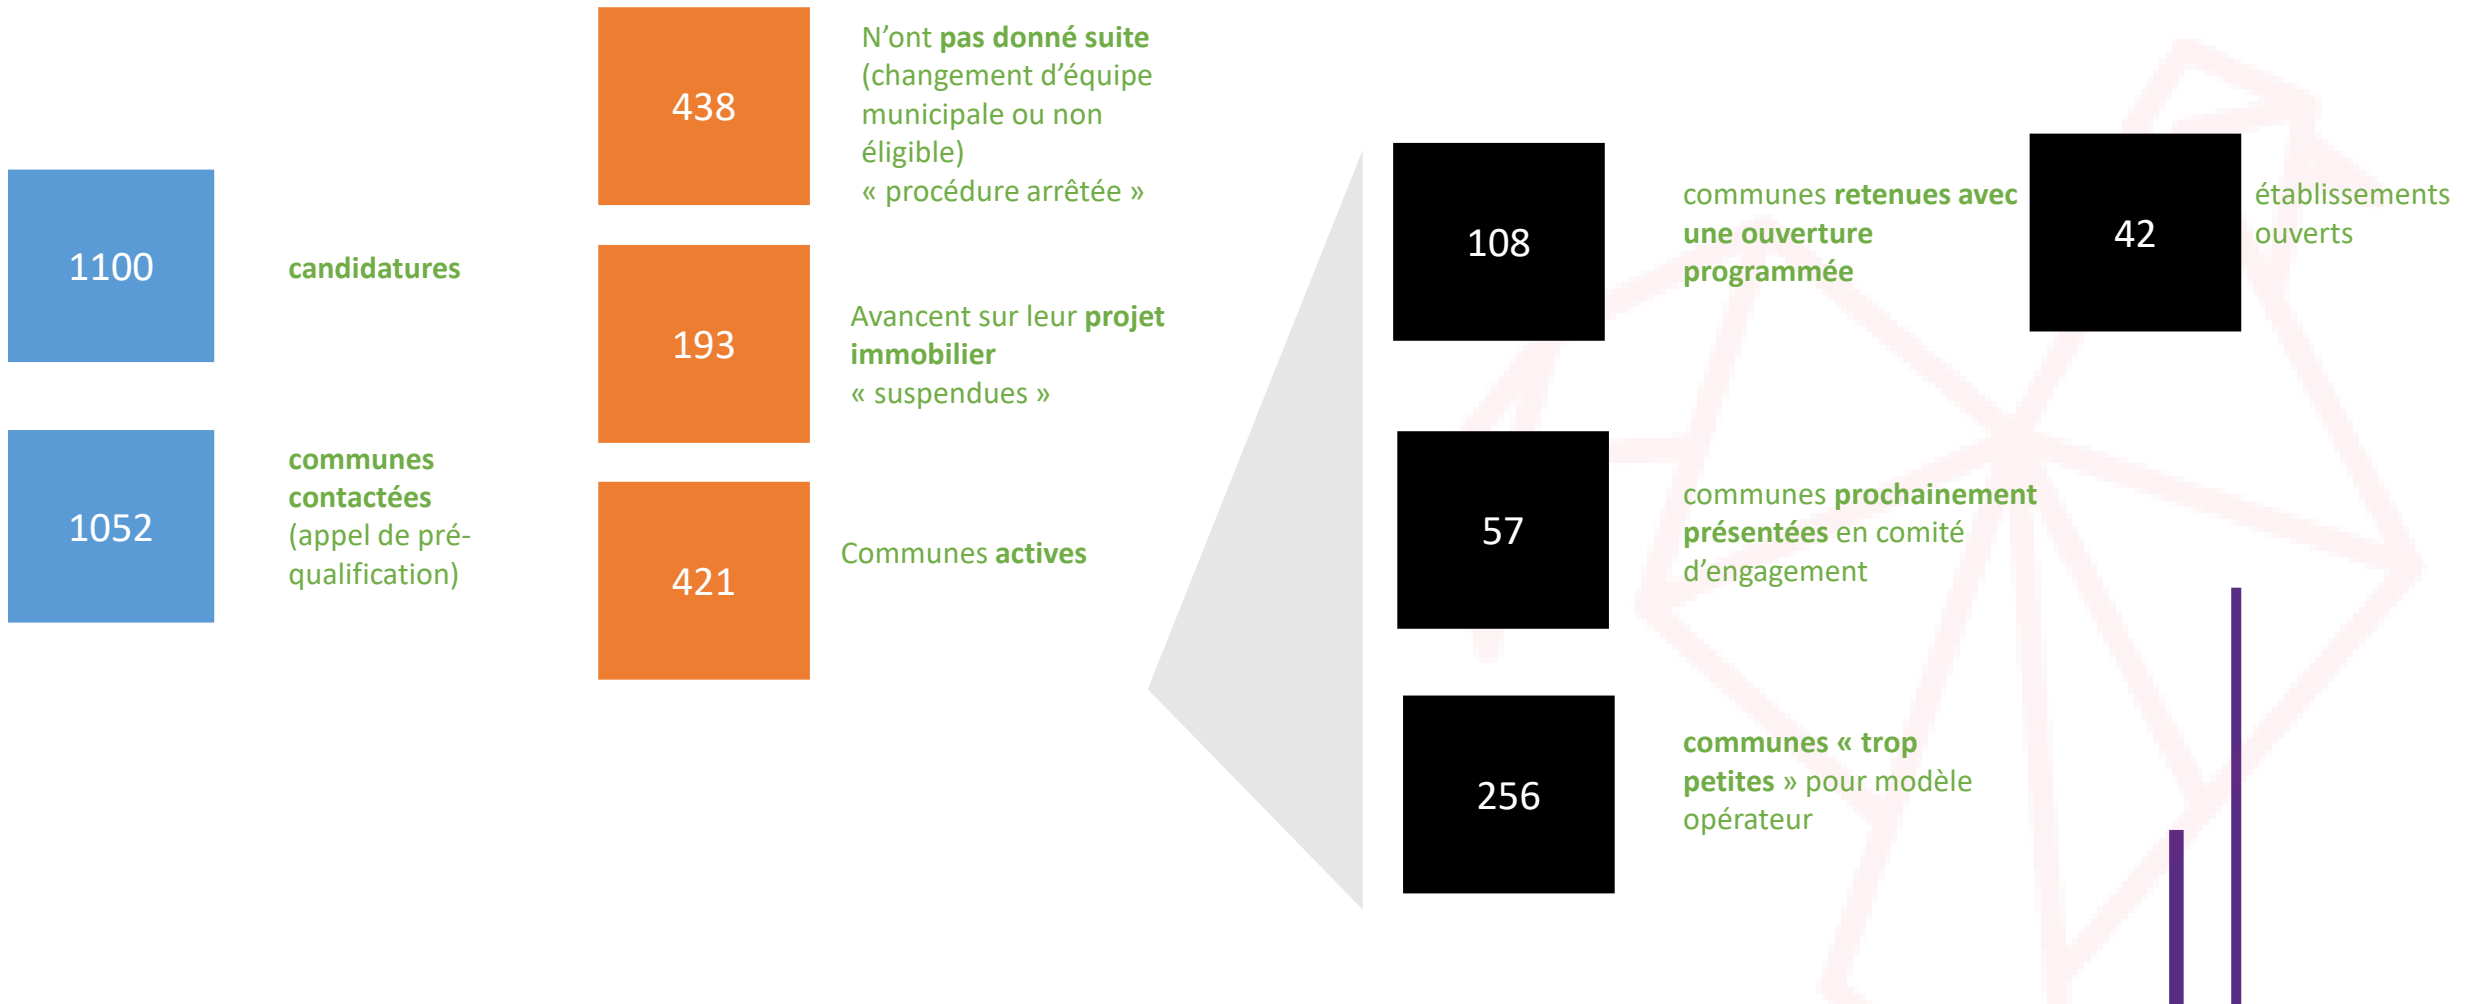 1100
candidatures
1052
communes
contactées
(appel de pré-
qualification)
438
N’ont pas donné suite
(changement d’équipe
municipale ou non
éligible)
« procédure arrêtée »
193
Avancent sur leur projet
immobilier
« suspendues »
421
Communes actives
108
communes retenues avec
une ouverture
programmée
42
établissements
ouverts
57
communes prochainement
présentées en comité
d’engagement
256
communes « trop
petites » pour modèle
opérateur